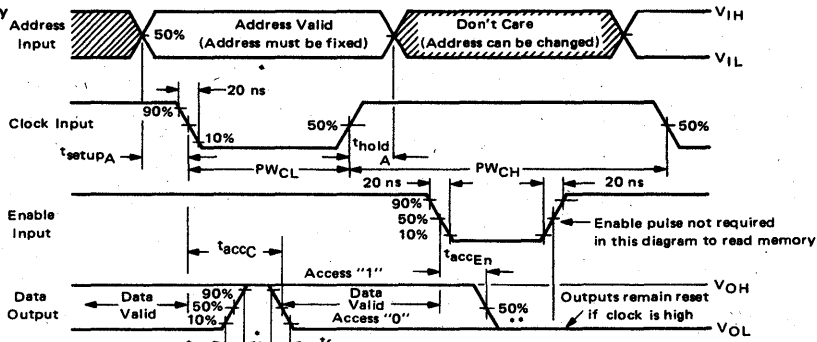 Address
Input
50%
Address Valid
(Address must be fixed)
Don't Care
(Address can be changed)
VIH
VIL
20 ns
Clock Input
90%
10%
50%
50%
tsetupA
tholdA
PWCL
PWCH
20 ns
20 ns
Enable
Input
90%
50%
10%
Enable pulse not required
in this diagram to read memory
taccC
taccEn
Access "1"
VOH
Data
Output
Data
Valid
90%
50%
10%
Data
Valid
Access "0"
50%
**
Outputs remain reset
if clock is high
VOL